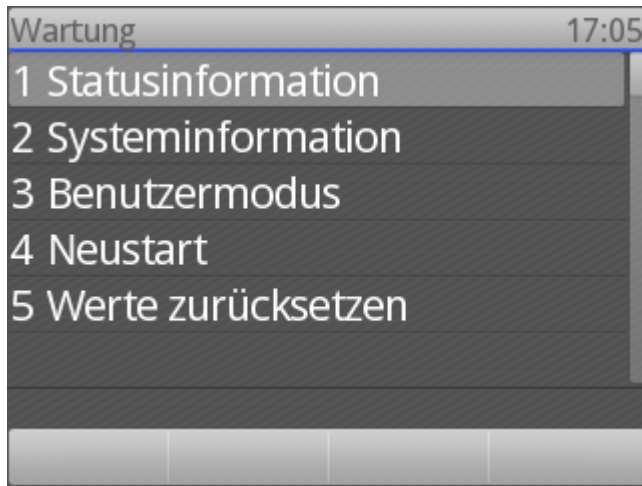 Wartung 17:05
1 Statusinformation
2 Systeminformation
3 Benutzermodus
4 Neustart
5 Werte zurücksetzen